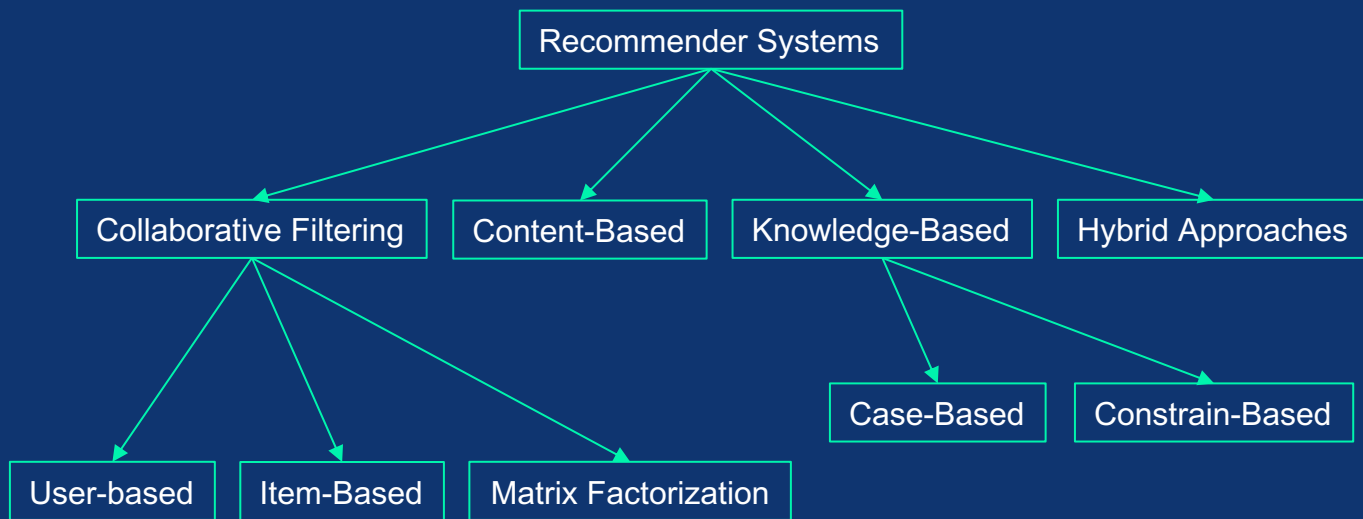 Recommender Systems
Collaborative Filtering
Content-Based
Knowledge-Based
Hybrid Approaches
Case-Based
Constrain-Based
User-based
Item-Based
Matrix Factorization